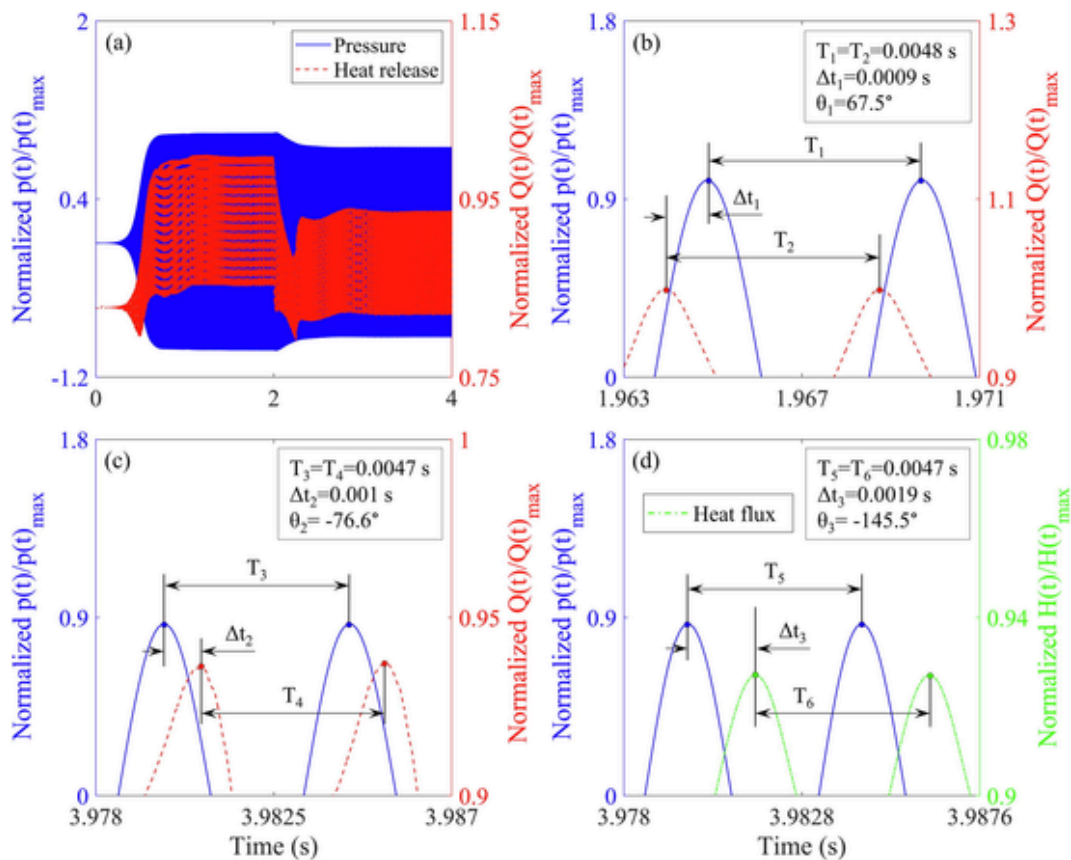 (a)
Pressure
Heat release
2
0.4
-1.2
Normalized p(t)/p(t)max
1.15
0.95
0.75
Normalized Q(t)/Q(t)max
0
2
4
(b)
T1=T2=0.0048 s
Δt1=0.0009 s
θ1=67.5°
T1
Δt1
T2
1.8
0.9
0
Normalized p(t)/p(t)max
1.3
1.1
0.9
Normalized Q(t)/Q(t)max
1.963
1.967
1.971
(c)
T3=T4=0.0047 s
Δt2=0.001 s
θ2= -76.6°
T3
Δt2
T4
1.8
0.9
0
Normalized p(t)/p(t)max
1
0.95
0.9
Normalized Q(t)/Q(t)max
3.978
3.9825
3.987
Time (s)
(d)
T5=T6=0.0047 s
Δt3=0.0019 s
θ3= -145.5°
Heat flux
T5
Δt3
T6
1.8
0.9
0
Normalized p(t)/p(t)max
0.98
0.94
0.9
Normalized H(t)/H(t)max
3.978
3.9828
3.9876
Time (s)